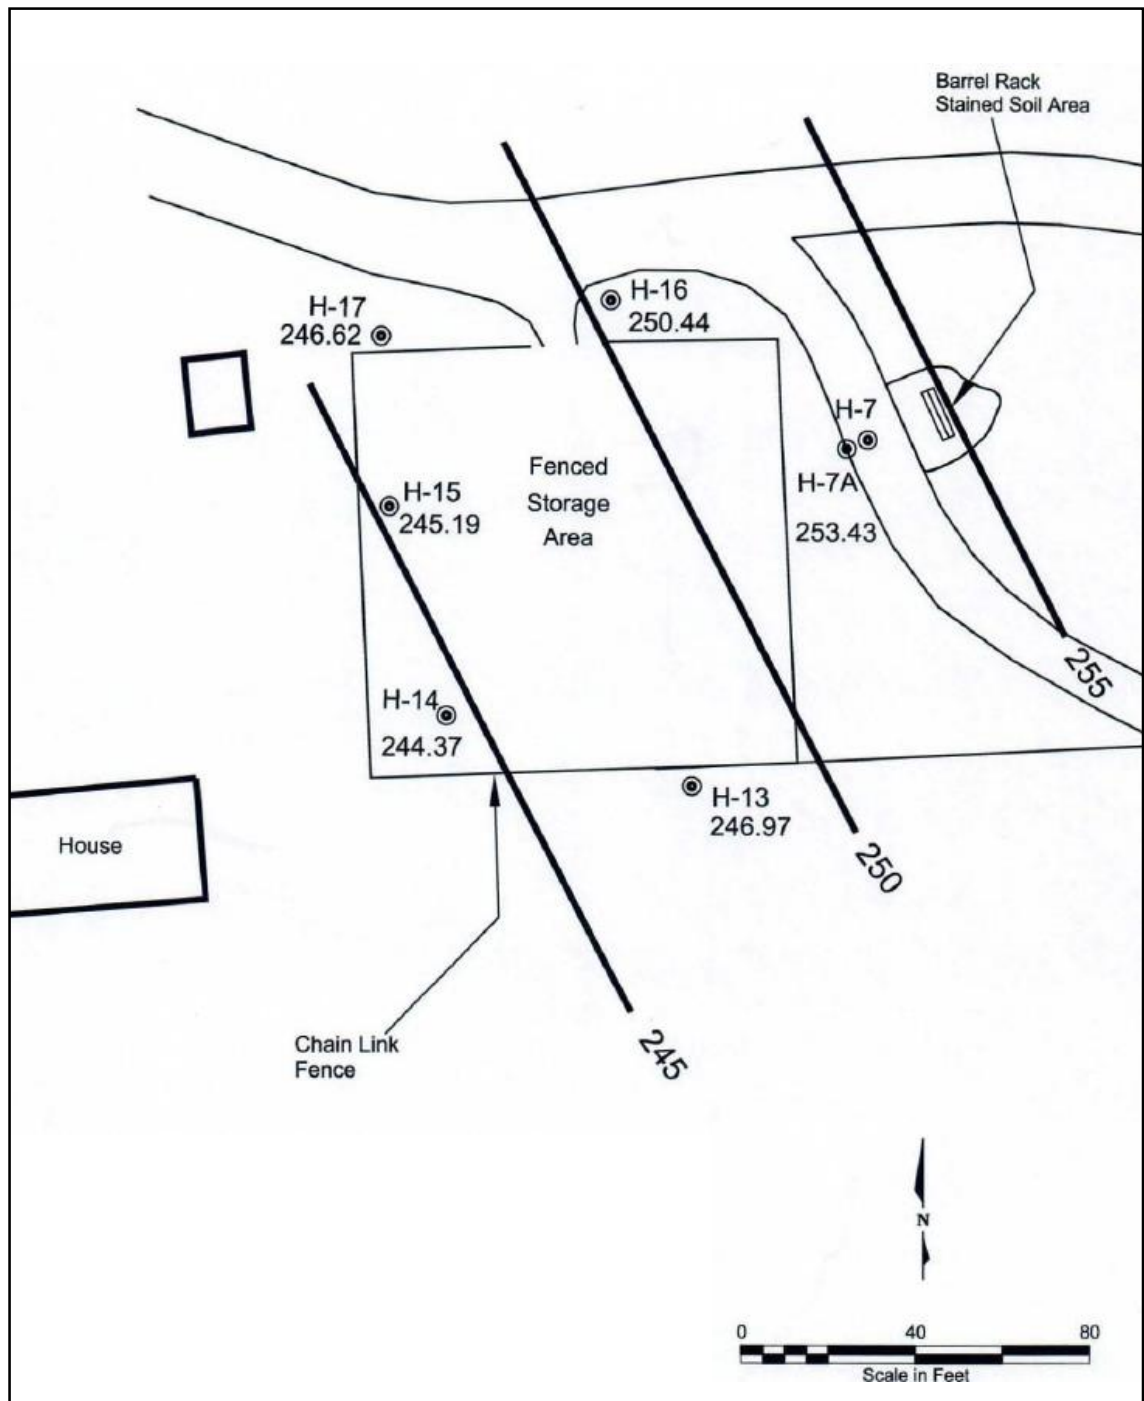 Barrel Rack
Stained Soil Area
H-17
246.62
H-16
250.44
H-7
H-7A
253.43
Fenced
Storage
Area
H-15
245.19
H-14
244.37
H-13
246.97
255
250
245
House
Chain Link
Fence
N
0 40 80
Scale in Feet